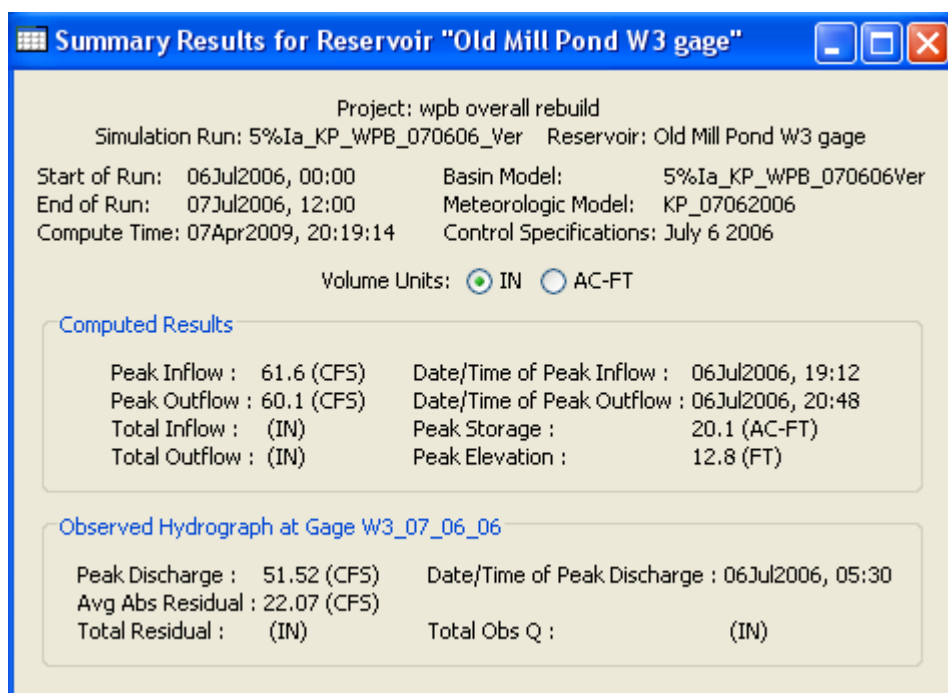 Summary Results for Reservoir "Old Mill Pond W3 gage"
Project: wpb overall rebuild
Simulation Run: 5%Ia_KP_WPB_070606_Ver Reservoir: Old Mill Pond W3 gage
Start of Run: 06Jul2006, 00:00 Basin Model: 5%Ia_KP_WPB_070606Ver
End of Run: 07Jul2006, 12:00 Meteorologic Model: KP_07062006
Compute Time: 07Apr2009, 20:19:14 Control Specifications: July 6 2006
Volume Units: IN AC-FT
Computed Results
Peak Inflow : 61.6 (CFS) Date/Time of Peak Inflow : 06Jul2006, 19:12
Peak Outflow : 60.1 (CFS) Date/Time of Peak Outflow : 06Jul2006, 20:48
Total Inflow : (IN) Peak Storage : 20.1 (AC-FT)
Total Outflow : (IN) Peak Elevation : 12.8 (FT)
Observed Hydrograph at Gage W3_07_06_06
Peak Discharge : 51.52 (CFS) Date/Time of Peak Discharge : 06Jul2006, 05:30
Avg Abs Residual : 22.07 (CFS)
Total Residual : (IN) Total Obs Q : (IN)